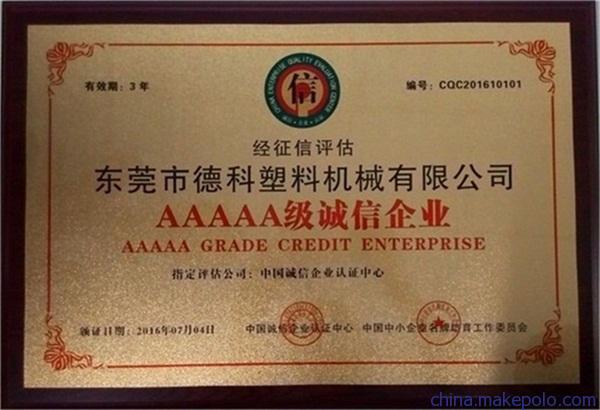 有效期：3 年
编号：CQC201610101
CHINA ENTERPRISE QUALITY EVALUATION CENTER
信
经征信评估
东莞市德科塑料机械有限公司
AAAAA级诚信企业
AAAAA GRADE CREDIT ENTERPRISE
指定评估公司：中国诚信企业认证中心
颁证日期：2016年07月04日
中国诚信企业认证中心
中国中小企业名牌培育工作委员会
china.makepolo.com